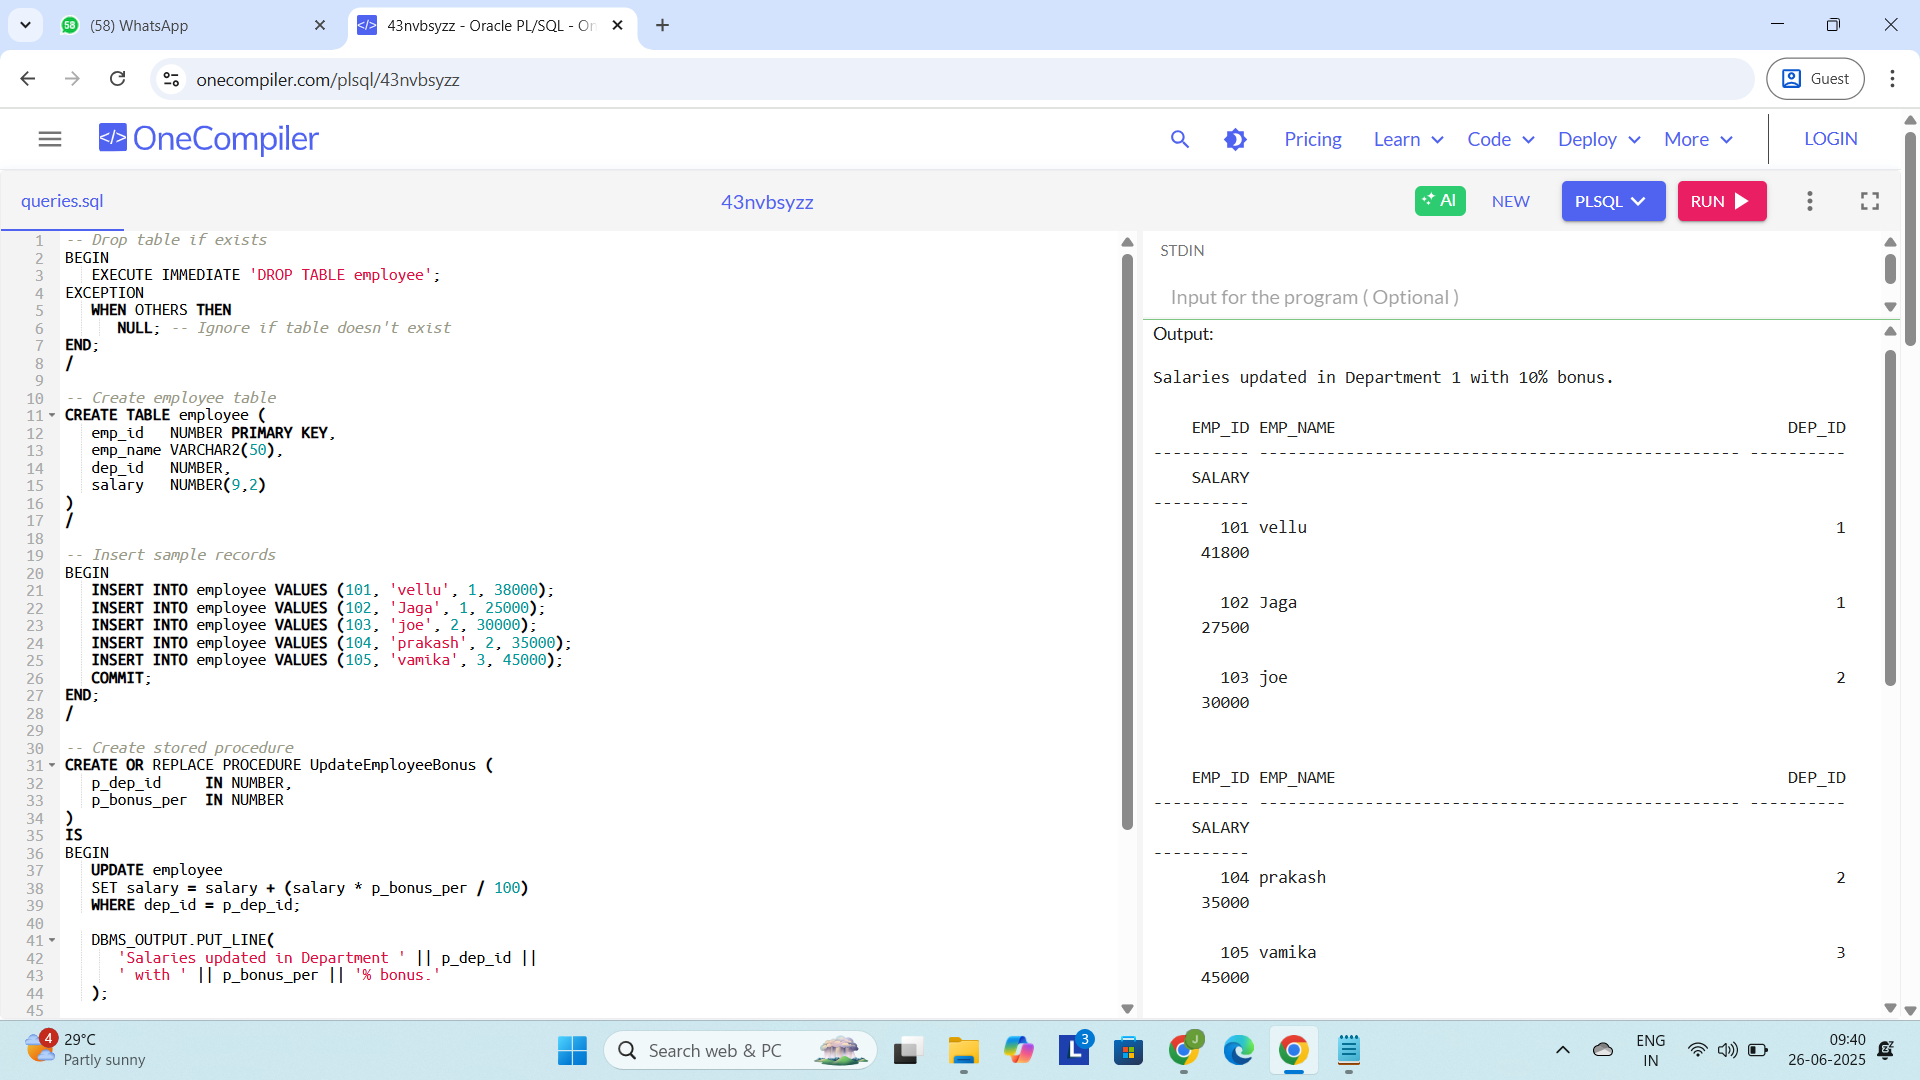 58
(58) WhatsApp
43nvbsyzz - Oracle PL/SQL - On
onecompiler.com/plsql/43nvbsyzz
Guest
</> OneCompiler
Pricing
Learn
Code
Deploy
More
LOGIN
queries.sql
43nvbsyzz
AI
NEW
PLSQL
RUN
1 -- Drop table if exists
2 BEGIN
3 EXECUTE IMMEDIATE 'DROP TABLE employee';
4 EXCEPTION
5 WHEN OTHERS THEN
6 NULL; -- Ignore if table doesn't exist
7 END;
8 /
9
10 -- Create employee table
11 CREATE TABLE employee (
12 emp_id NUMBER PRIMARY KEY,
13 emp_name VARCHAR2(50),
14 dep_id NUMBER,
15 salary NUMBER(9,2)
16 )
17 /
18
19 -- Insert sample records
20 BEGIN
21 INSERT INTO employee VALUES (101, 'vellu', 1, 38000);
22 INSERT INTO employee VALUES (102, 'Jaga', 1, 25000);
23 INSERT INTO employee VALUES (103, 'joe', 2, 30000);
24 INSERT INTO employee VALUES (104, 'prakash', 2, 35000);
25 INSERT INTO employee VALUES (105, 'vamika', 3, 45000);
26 COMMIT;
27 END;
28 /
29
30 -- Create stored procedure
31 CREATE OR REPLACE PROCEDURE UpdateEmployeeBonus (
32 p_dep_id IN NUMBER,
33 p_bonus_per IN NUMBER
34 )
35 IS
36 BEGIN
37 UPDATE employee
38 SET salary = salary + (salary * p_bonus_per / 100)
39 WHERE dep_id = p_dep_id;
40
41 DBMS_OUTPUT.PUT_LINE(
42 'Salaries updated in Department ' || p_dep_id ||
43 ' with ' || p_bonus_per || '% bonus.'
44 );
45
STDIN
Input for the program ( Optional )
Output:
Salaries updated in Department 1 with 10% bonus.
EMP_ID EMP_NAME DEP_ID
---------- -------------------------------------------------- ----------
SALARY
----------
101 vellu 1
41800
102 Jaga 1
27500
103 joe 2
30000
EMP_ID EMP_NAME DEP_ID
---------- -------------------------------------------------- ----------
SALARY
----------
104 prakash 2
35000
105 vamika 3
45000
4
29°C
Partly sunny
Search web & PC
L
3
J
ENG
IN
09:40
26-06-2025